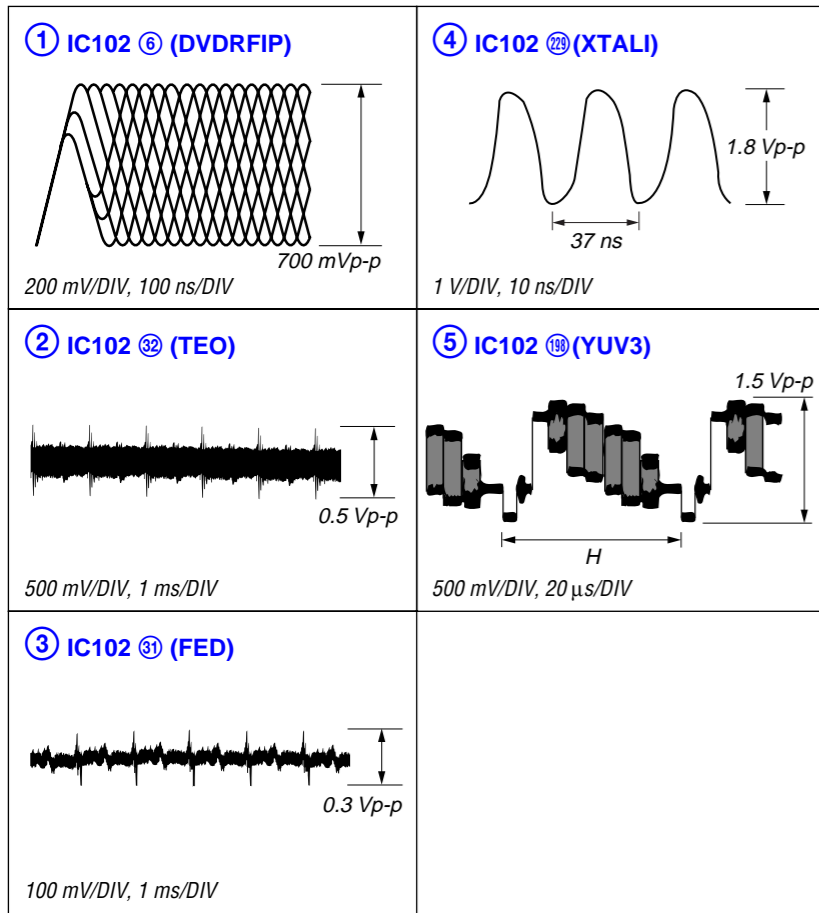 ① IC102 ⑥ (DVDRFIP)
700 mVp-p
200 mV/DIV, 100 ns/DIV
② IC102 ㉜ (TEO)
0.5 Vp-p
500 mV/DIV, 1 ms/DIV
③ IC102 ㉛ (FED)
0.3 Vp-p
100 mV/DIV, 1 ms/DIV
④ IC102 229 (XTALI)
1.8 Vp-p
37 ns
1 V/DIV, 10 ns/DIV
⑤ IC102 198 (YUV3)
1.5 Vp-p
H
500 mV/DIV, 20 µs/DIV